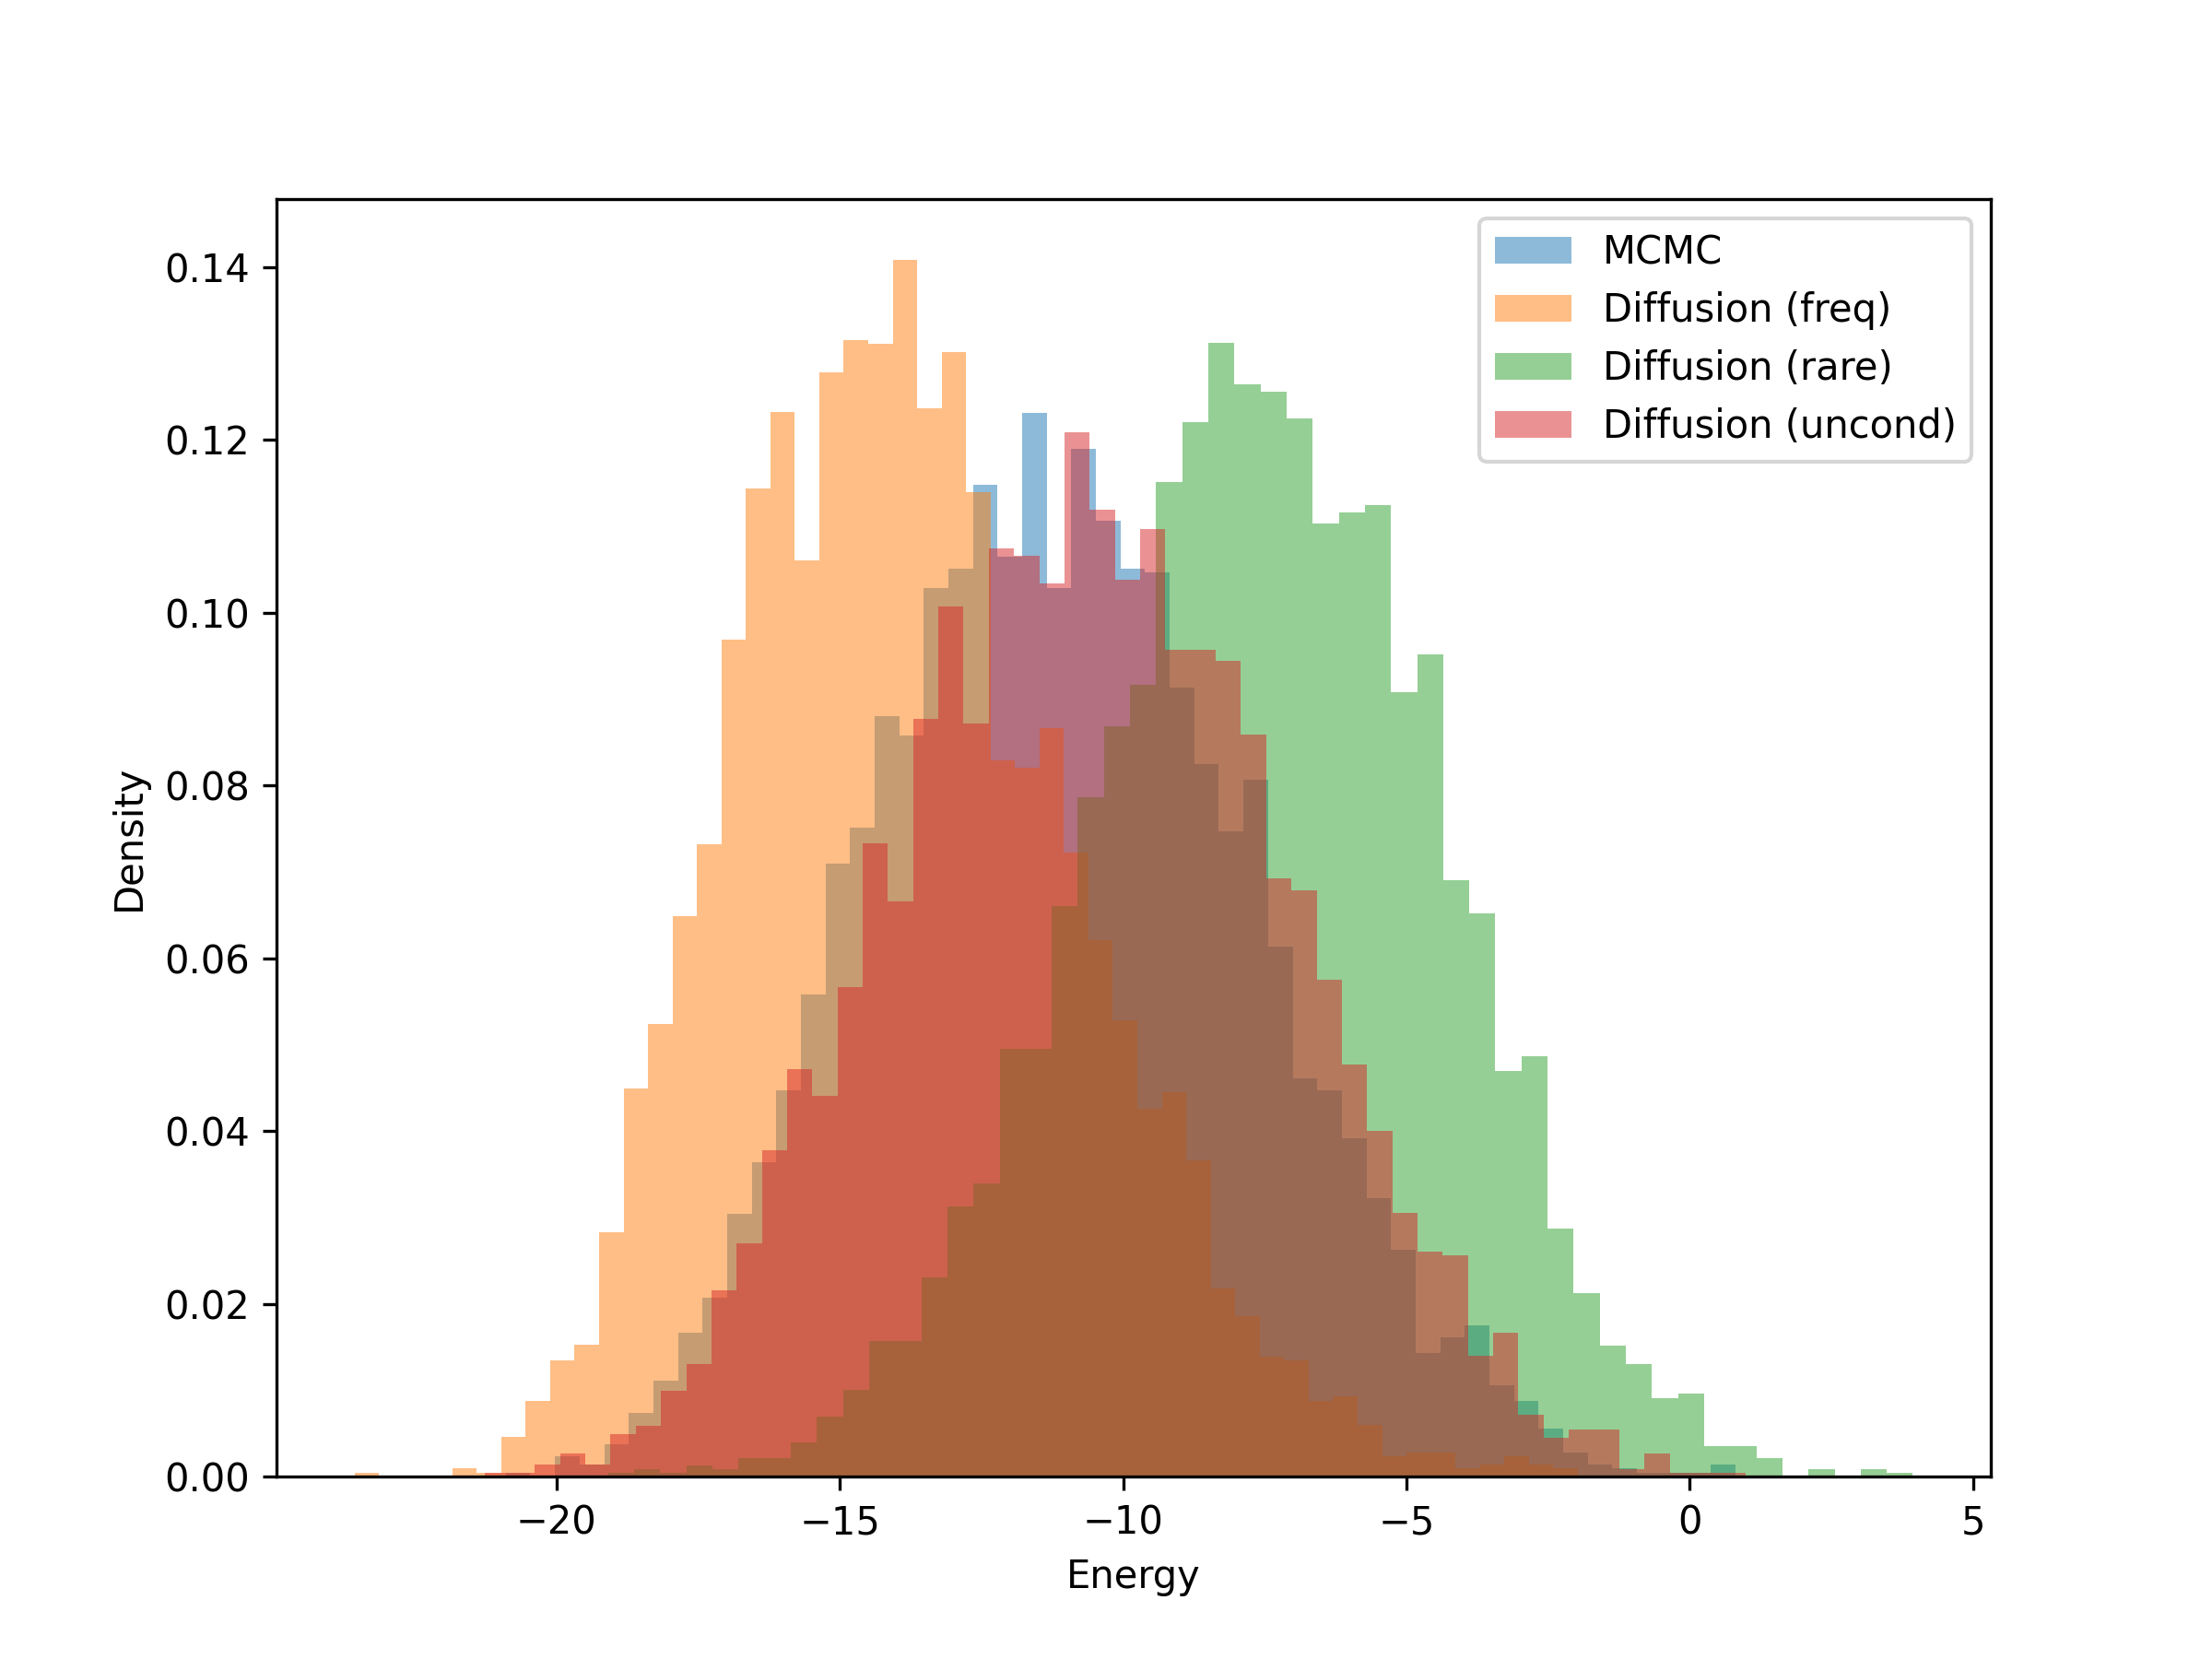 MCMC
Diffusion (freq)
Diffusion (rare)
Diffusion (uncond)
0.14
0.12
0.10
0.08
0.06
0.04
0.02
0.00
Density
−20 −15 −10 −5 0 5
Energy